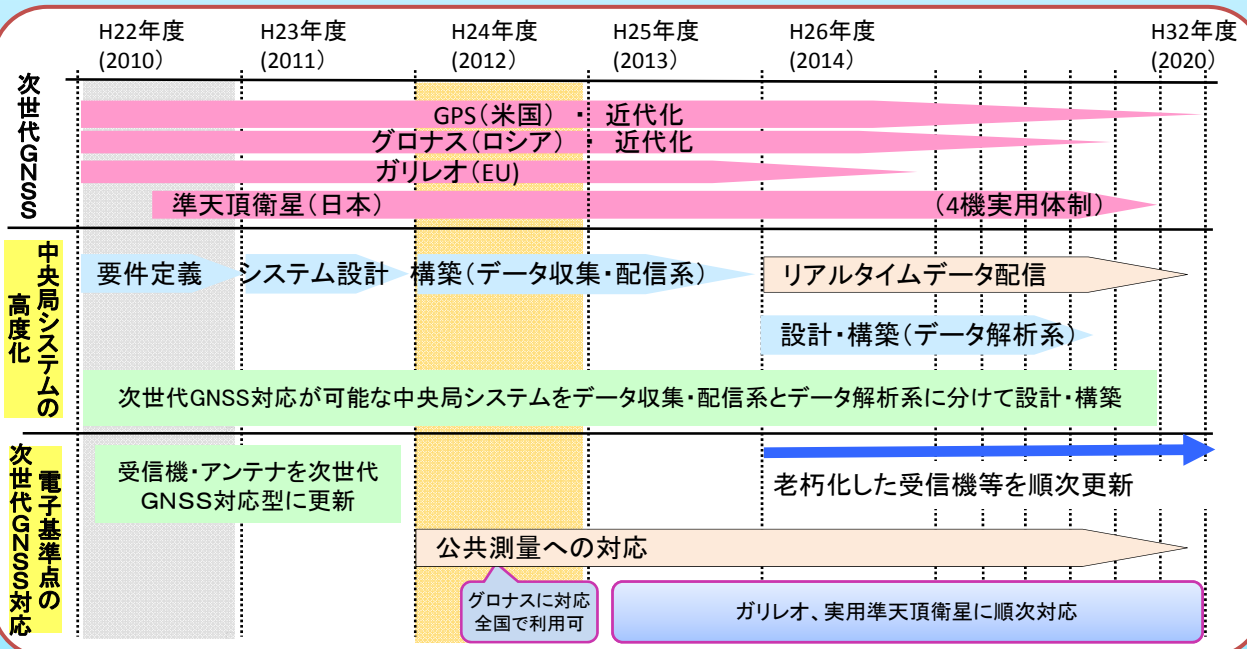 H22年度
(2010)
H23年度
(2011)
H24年度
(2012)
H25年度
(2013)
H26年度
(2014)
H32年度
(2020)
次世代GNSS
GPS(米国) ・ 近代化
グロナス(ロシア) ・ 近代化
ガリレオ(EU)
準天頂衛星(日本)
(4機実用体制)
中央局システムの
高度化
要件定義
システム設計
構築(データ収集・配信系)
リアルタイムデータ配信
設計・構築(データ解析系)
次世代GNSS対応が可能な中央局システムをデータ収集・配信系とデータ解析系に分けて設計・構築
電子基準点の
次世代GNSS対応
受信機・アンテナを次世代
GNSS対応型に更新
老朽化した受信機等を順次更新
公共測量への対応
グロナスに対応
全国で利用可
ガリレオ、実用準天頂衛星に順次対応